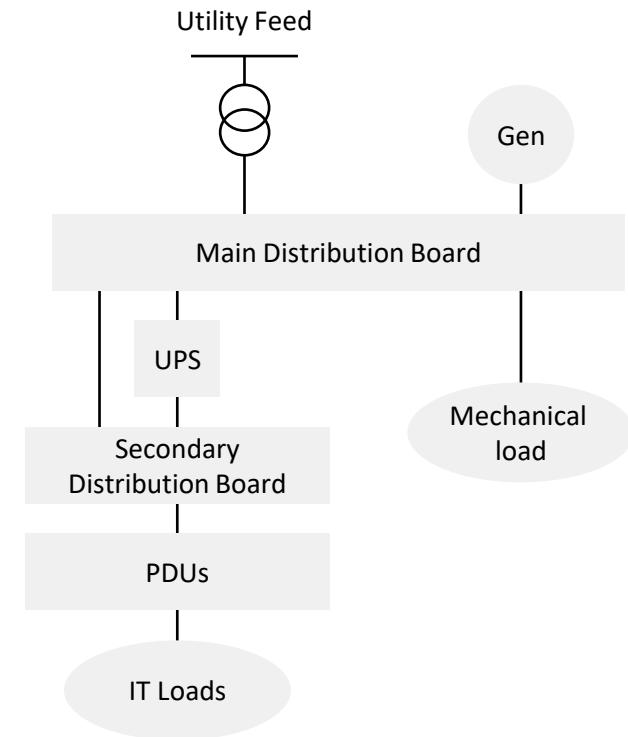 Utility Feed
Gen
Main Distribution Board
UPS
Mechanical
load
Secondary
Distribution Board
PDUs
IT Loads